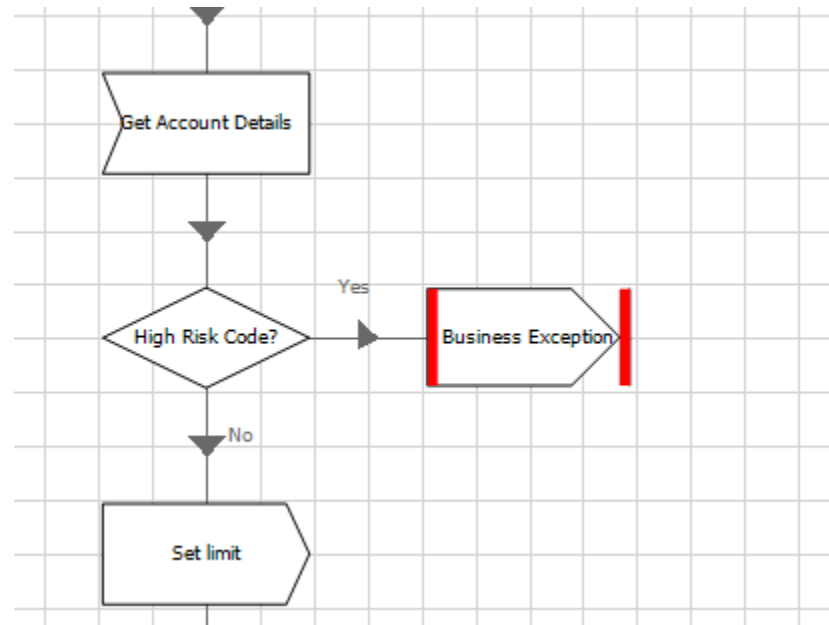 Get Account Details
Yes
High Risk Code?
Business Exception
No
Set limit